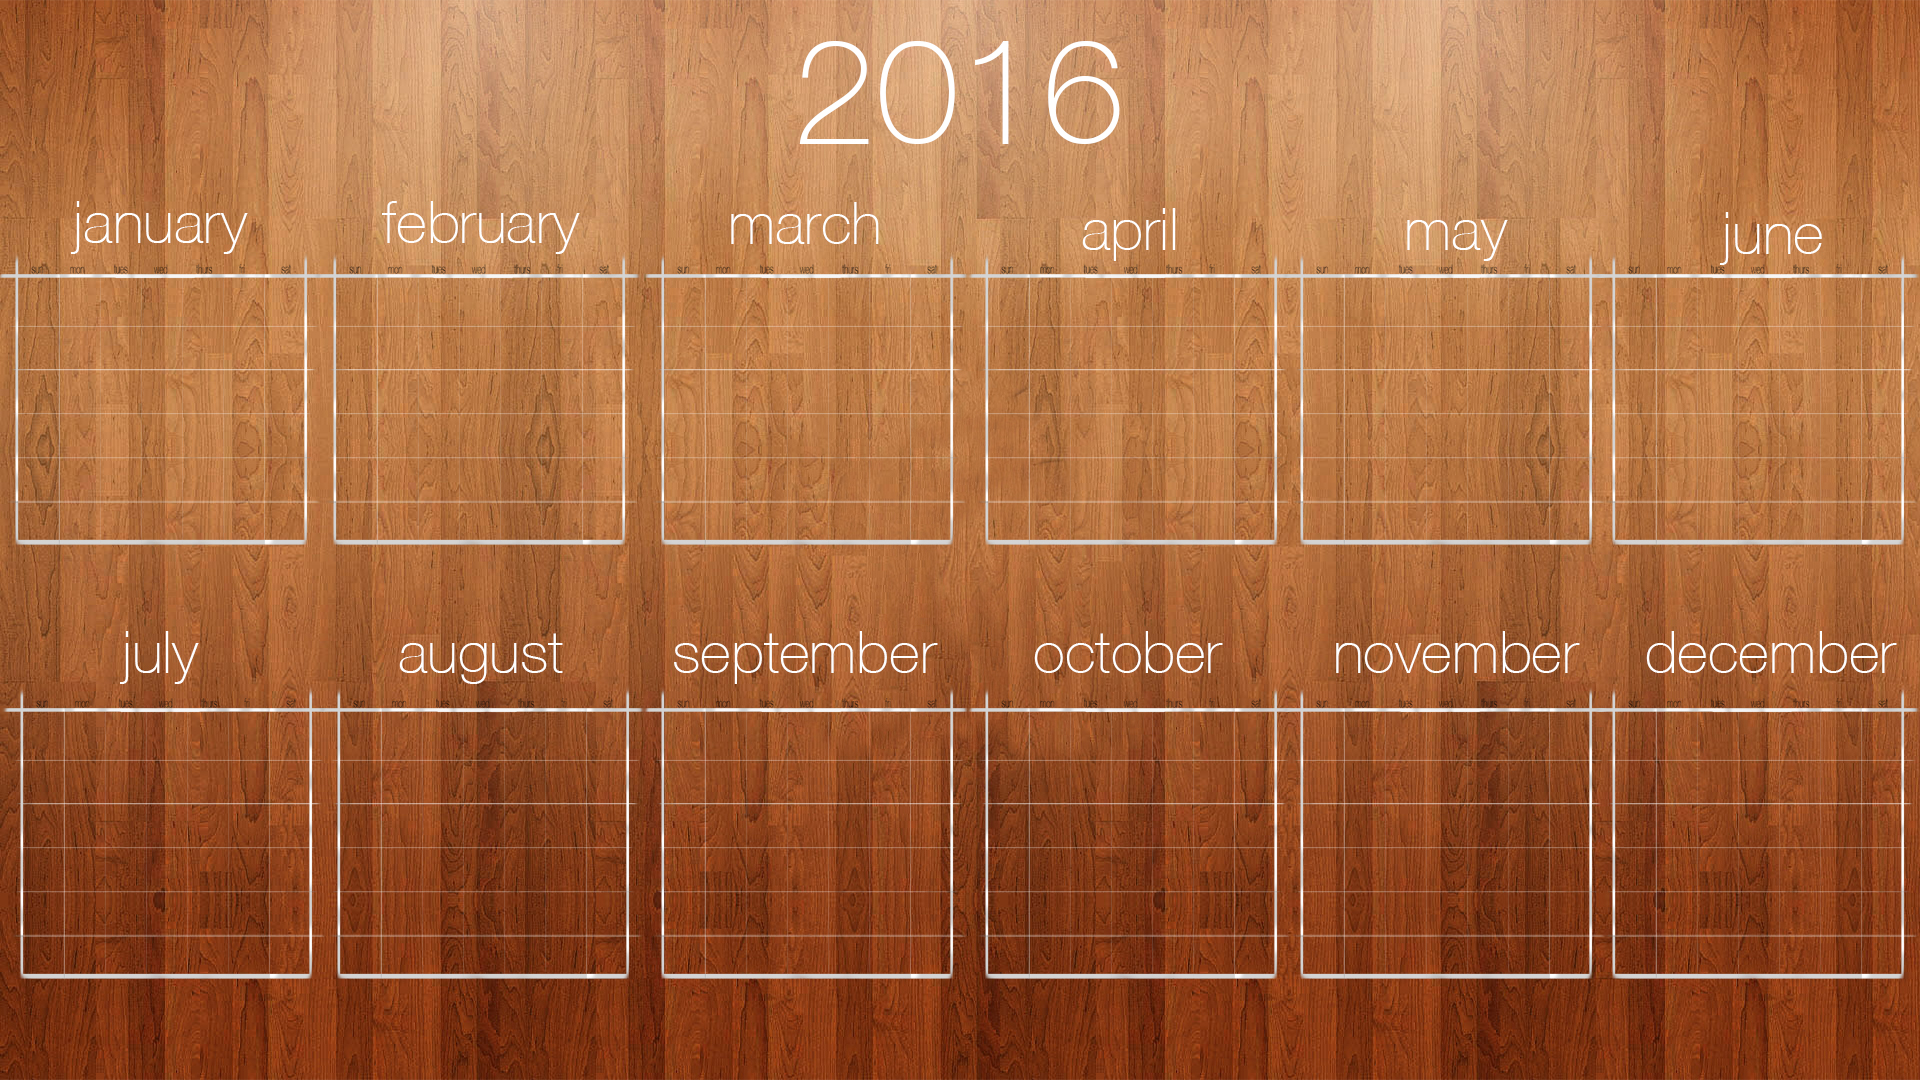 2016
january february march april may june
sun mon tues wed thurs fri sat sun mon tues wed thurs fri sat sun mon tues wed thurs fri sat sun mon tues wed thurs fri sat sun mon tues wed thurs fri sat sun mon tues wed thurs fri sat
july august september october november december
sun mon tues wed thurs fri sat sun mon tues wed thurs fri sat sun mon tues wed thurs fri sat sun mon tues wed thurs fri sat sun mon tues wed thurs fri sat sun mon tues wed thurs fri sat